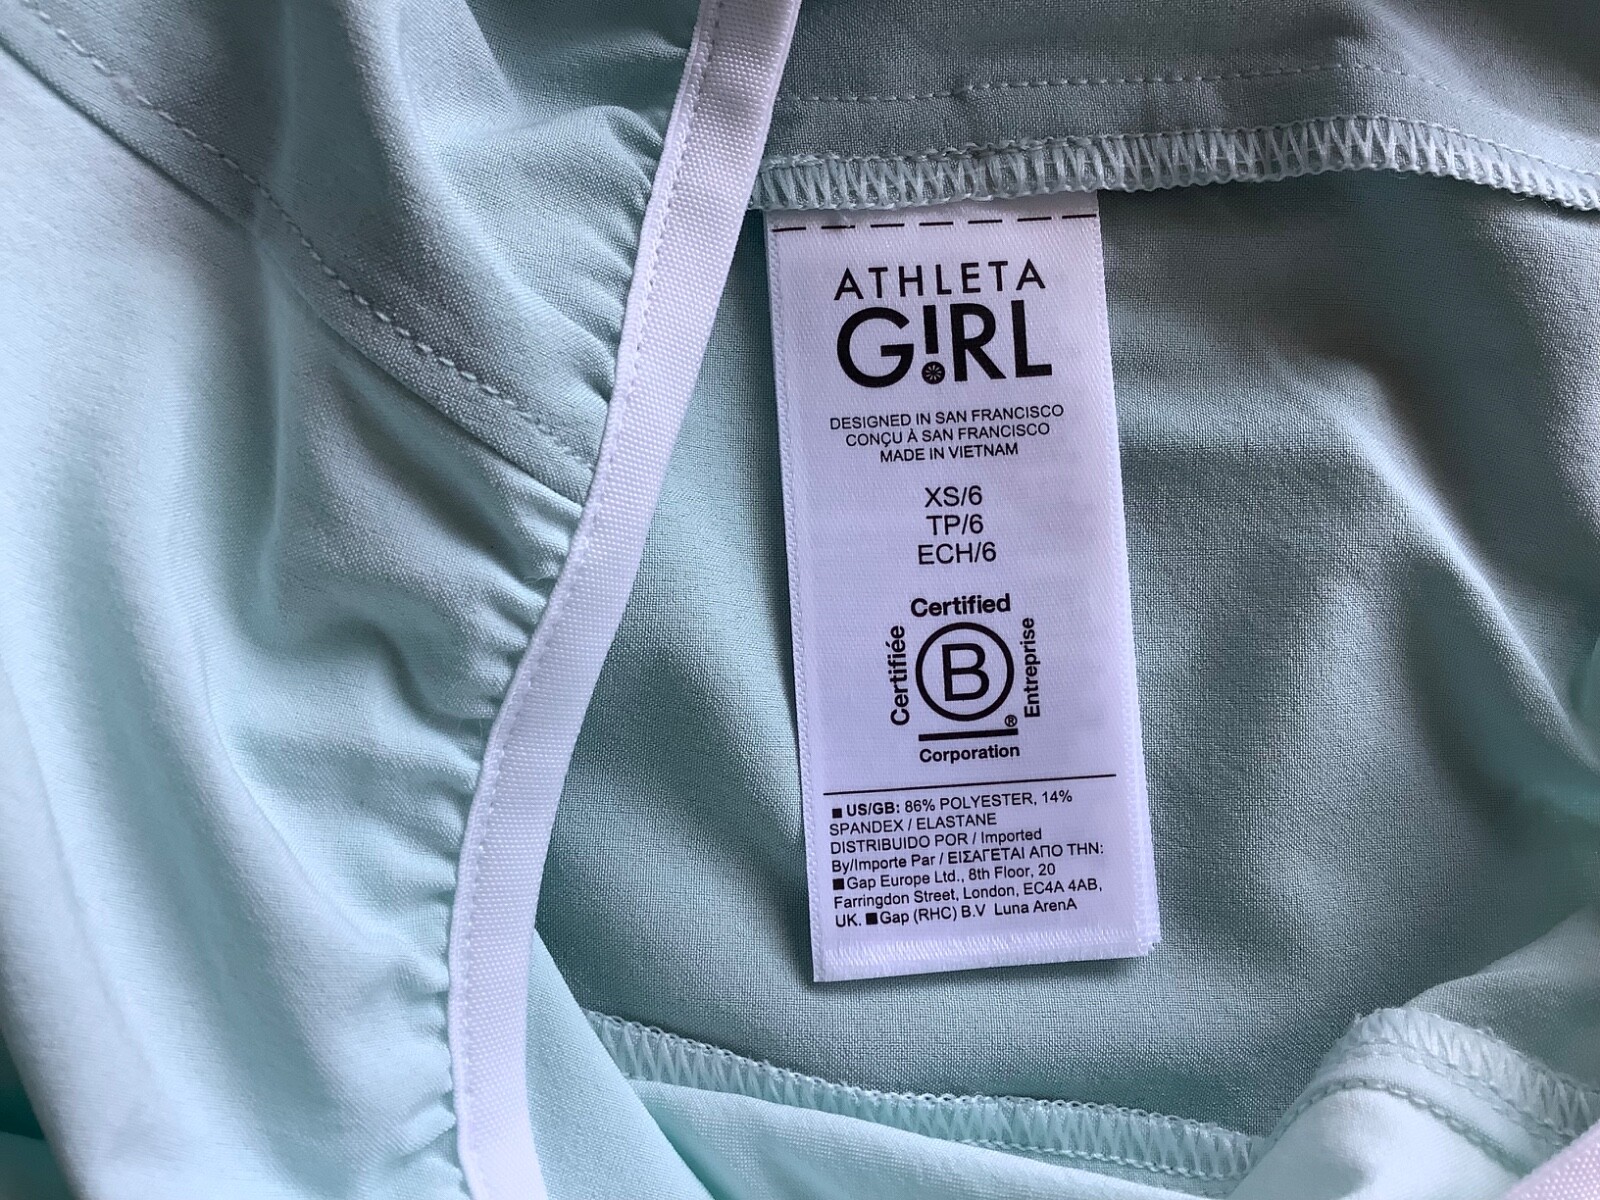 ATHLETA
G!RL
DESIGNED IN SAN FRANCISCO
CONÇU À SAN FRANCISCO
MADE IN VIETNAM
XS/6
TP/6
ECH/6
Certified
Certifiée
B
Entreprise
®
Corporation
■ US/GB: 86% POLYESTER, 14%
SPANDEX / ELASTANE
DISTRIBUIDO POR / Imported
By/Importe Par / ΕΙΣΑΓΕΤΑΙ ΑΠΟ ΤΗΝ:
■ Gap Europe Ltd., 8th Floor, 20
Farringdon Street, London, EC4A 4AB,
UK. ■ Gap (RHC) B.V Luna ArenA